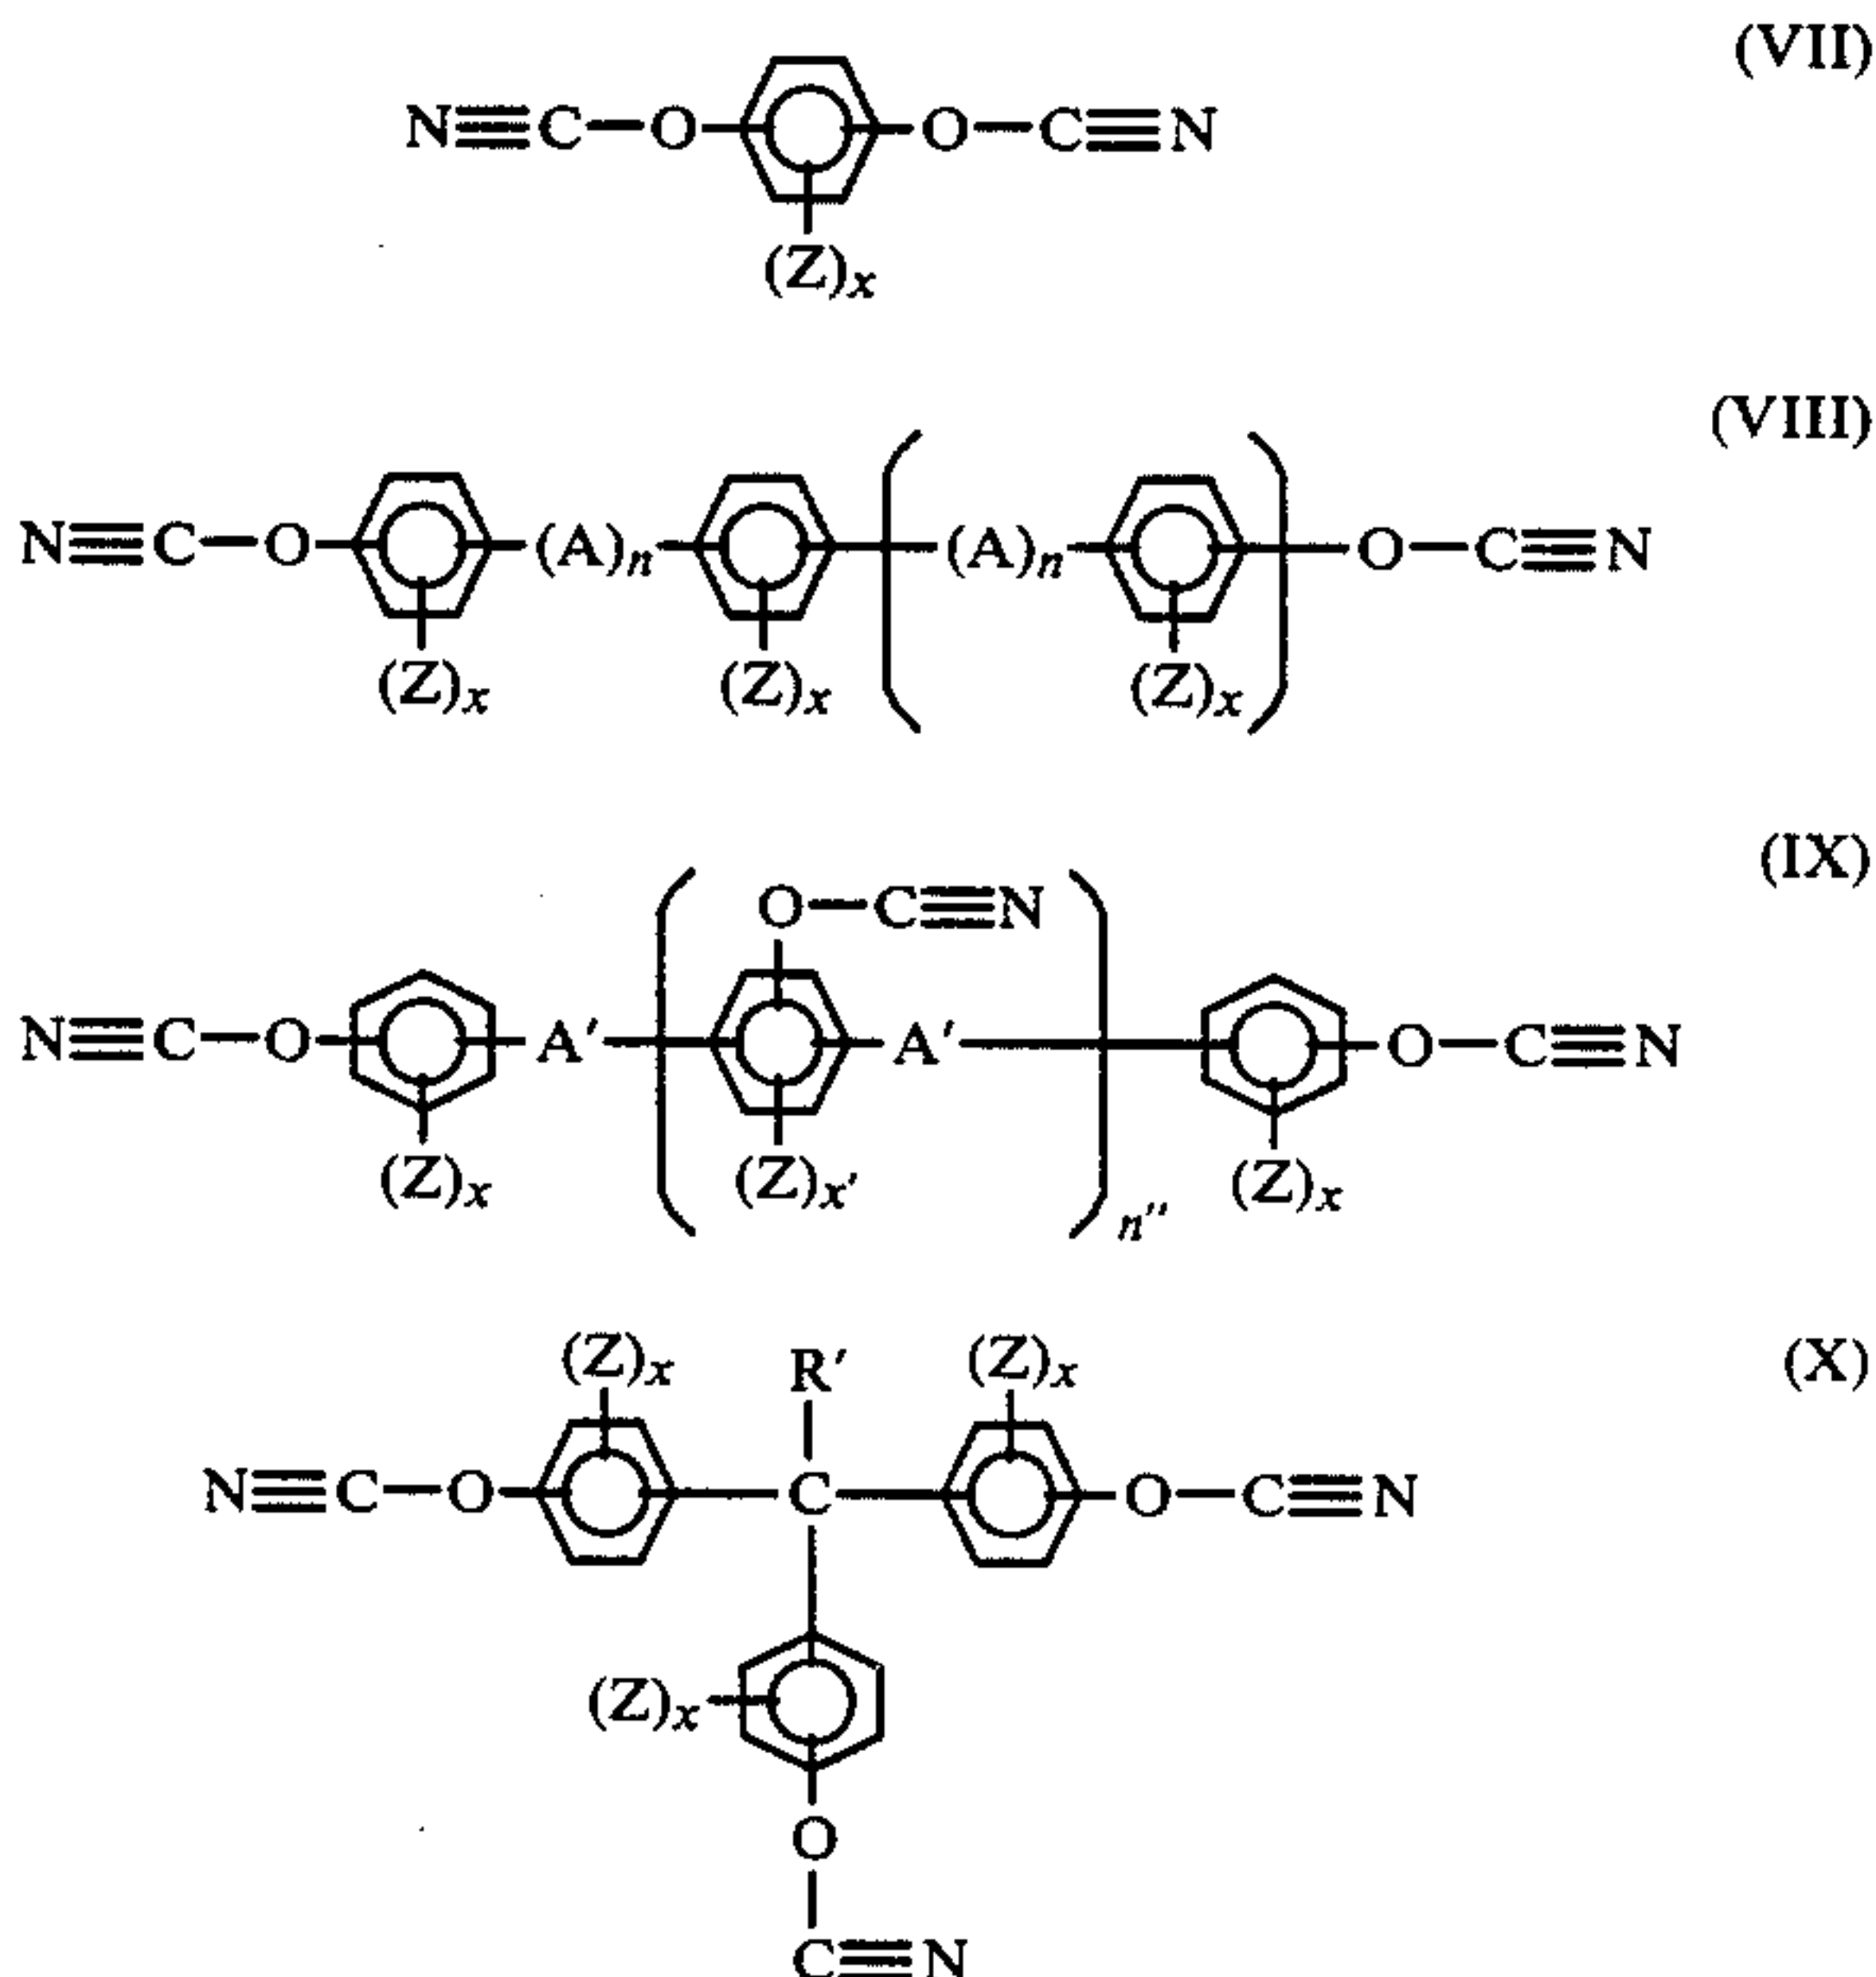 (VII)
N≡C—O O—C≡N
(Z)x
(VIII)
N≡C—O (A)n (A)n O—C≡N
(Z)x (Z)x (Z)x
(IX)
O—C≡N
N≡C—O A' A' O—C≡N
(Z)x (Z)x' (Z)x
n"
(X)
(Z)x R' (Z)x
N≡C—O C O—C≡N
(Z)x
O
C≡N